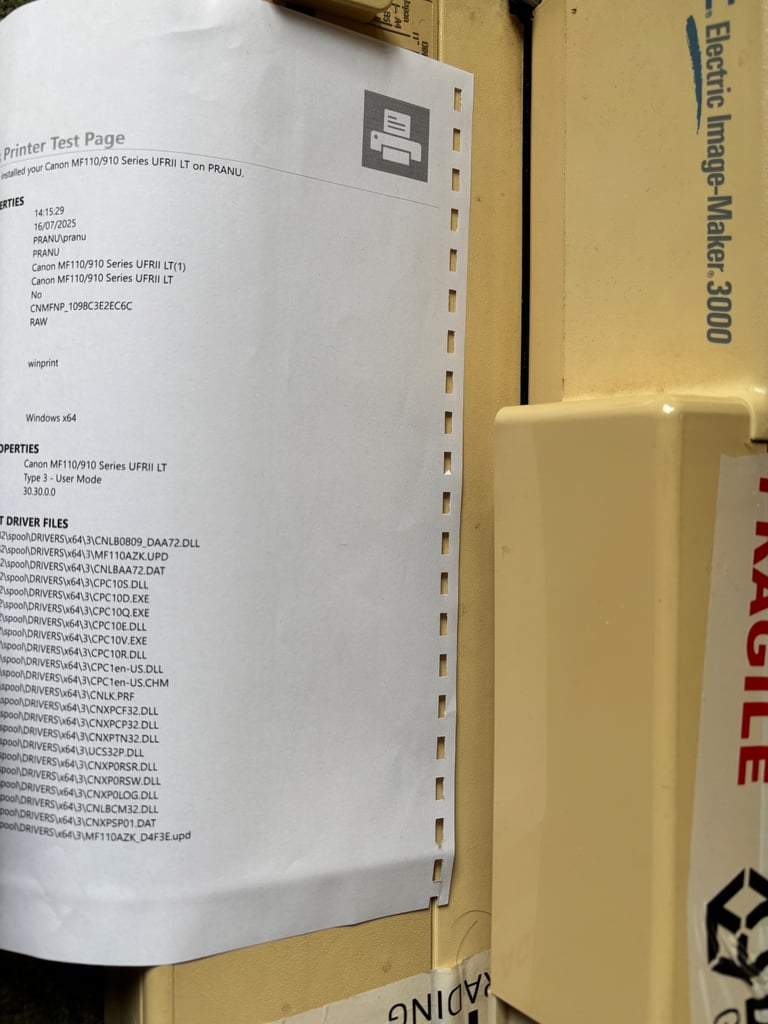 Printer Test Page
installed your Canon MF110/910 Series UFRII LT on PRANU.
ERTIES
14:15:29
16/07/2025
PRANU\pranu
PRANU
Canon MF110/910 Series UFRII LT(1)
Canon MF110/910 Series UFRII LT
No
CNMFNP_1098C3E2EC6C
RAW
winprint
Windows x64
OPERTIES
Canon MF110/910 Series UFRII LT
Type 3 - User Mode
30.30.0.0
T DRIVER FILES
2\spool\DRIVERS\x64\3\CNLB0809_DAA72.DLL
2\spool\DRIVERS\x64\3\MF110AZK.UPD
2\spool\DRIVERS\x64\3\CNLBAA72.DAT
2\spool\DRIVERS\x64\3\CPC10S.DLL
2\spool\DRIVERS\x64\3\CPC10D.EXE
2\spool\DRIVERS\x64\3\CPC10Q.EXE
2\spool\DRIVERS\x64\3\CPC10E.DLL
\spool\DRIVERS\x64\3\CPC10V.EXE
\spool\DRIVERS\x64\3\CPC10R.DLL
\spool\DRIVERS\x64\3\CPC1en-US.DLL
\spool\DRIVERS\x64\3\CPC1en-US.CHM
\spool\DRIVERS\x64\3\CNLK.PRF
\spool\DRIVERS\x64\3\CNXPCF32.DLL
spool\DRIVERS\x64\3\CNXPCP32.DLL
spool\DRIVERS\x64\3\CNXPTN32.DLL
spool\DRIVERS\x64\3\UCS32P.DLL
spool\DRIVERS\x64\3\CNXP0RSR.DLL
spool\DRIVERS\x64\3\CNXP0RSW.DLL
spool\DRIVERS\x64\3\CNXP0LOG.DLL
spool\DRIVERS\x64\3\CNLBCM32.DLL
pool\DRIVERS\x64\3\CNXPSP01.DAT
pool\DRIVERS\x64\3\MF110AZK_D4F3E.upd
Electric Image-Maker® 3000
RAGILE
RADING